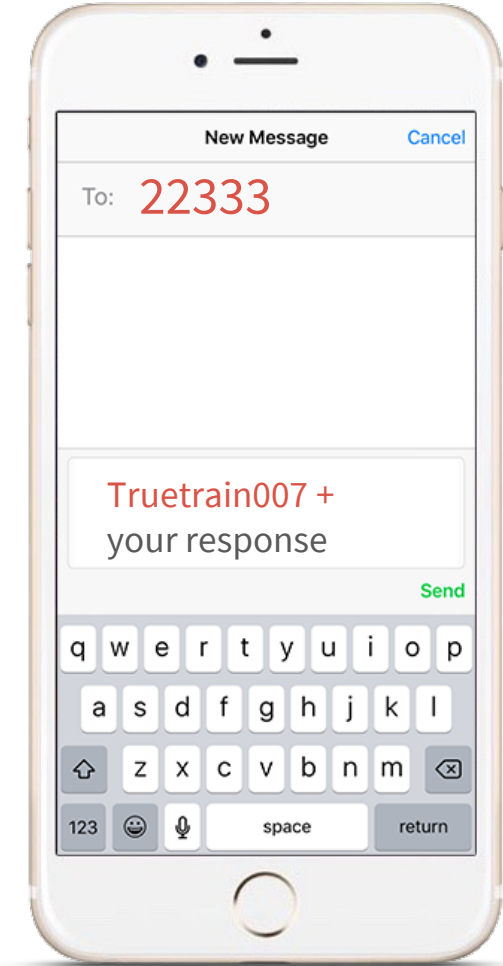 New Message Cancel
To: 22333
Truetrain007 +
your response
Send
q w e r t y u i o p
a s d f g h j k l
z x c v b n m
123 space return